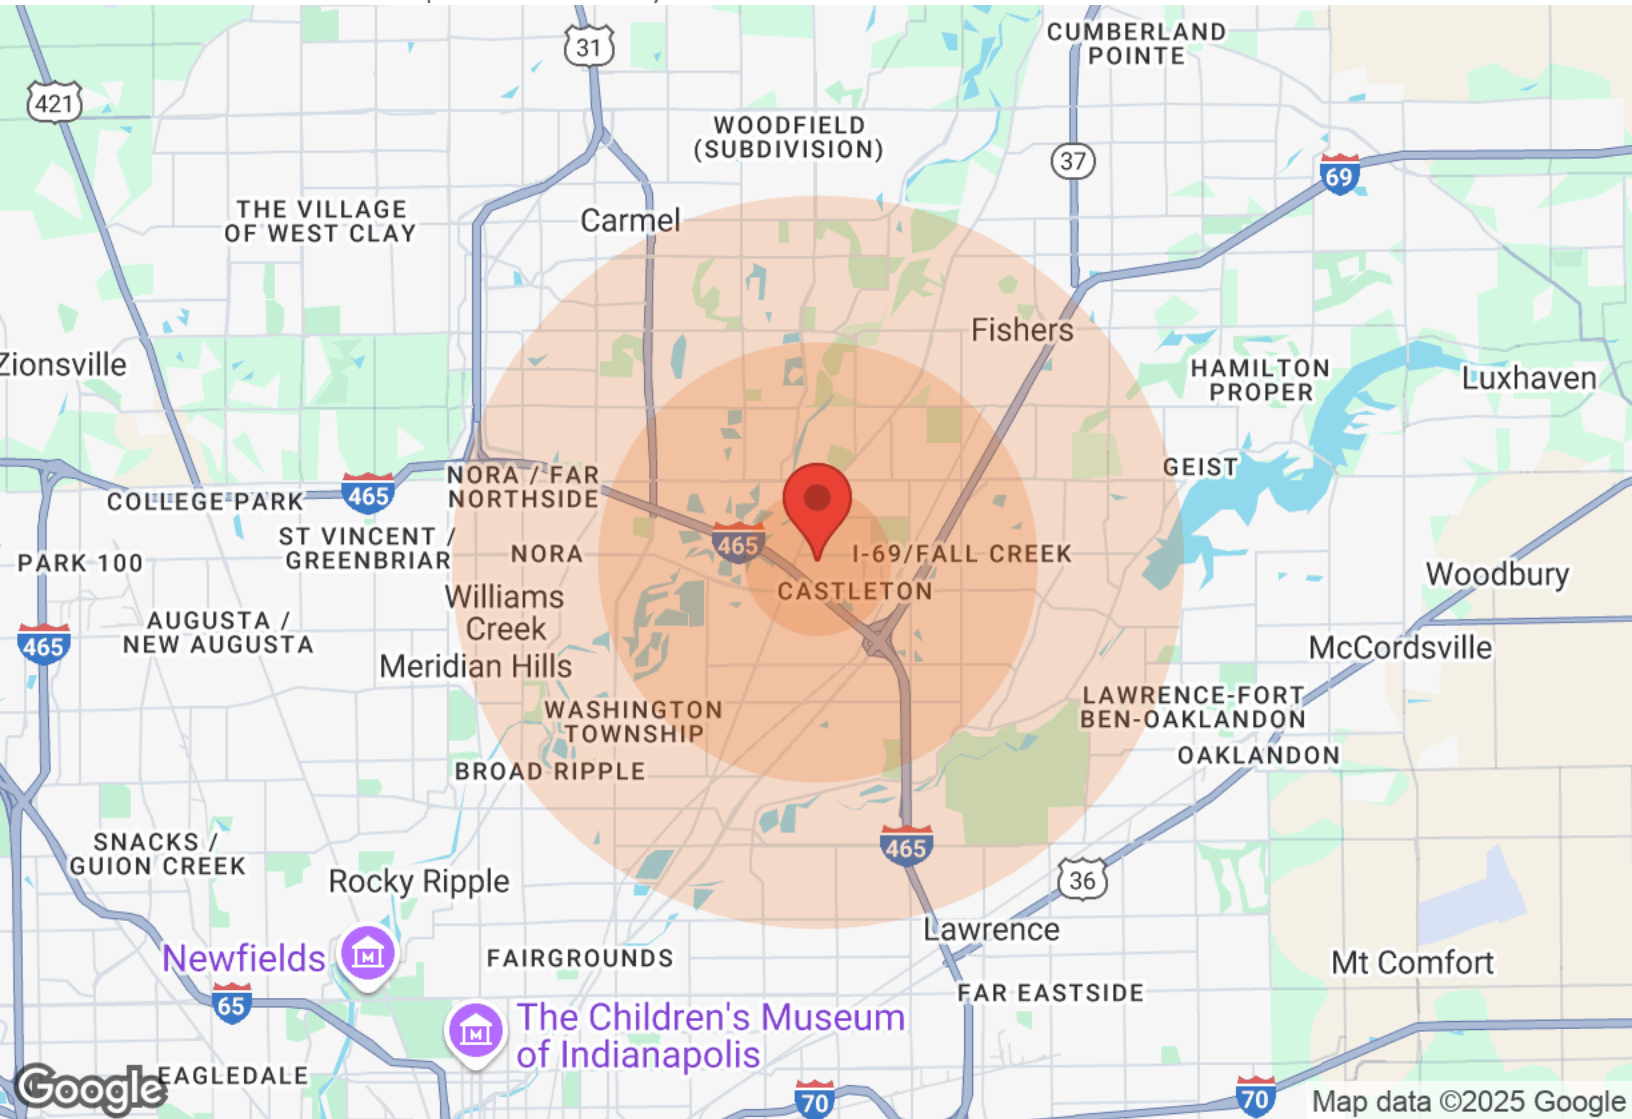 31
CUMBERLAND
POINTE
421
WOODFIELD
(SUBDIVISION)
37
69
THE VILLAGE
OF WEST CLAY
Carmel
Fishers
Zionsville
HAMILTON
PROPER
Luxhaven
GEIST
NORA / FAR
NORTHSIDE
465
COLLEGE PARK
ST VINCENT /
GREENBRIAR
NORA
465
I-69/FALL CREEK
PARK 100
CASTLETON
Woodbury
Williams
Creek
AUGUSTA /
NEW AUGUSTA
465
McCordsville
Meridian Hills
WASHINGTON
TOWNSHIP
LAWRENCE-FORT
BEN-OAKLANDON
OAKLANDON
BROAD RIPPLE
SNACKS /
GUION CREEK
465
Rocky Ripple
36
Lawrence
Newfields
FAIRGROUNDS
Mt Comfort
FAR EASTSIDE
65
The Children's Museum
of Indianapolis
EAGLEDALE
Google
70
70
Map data ©2025 Google